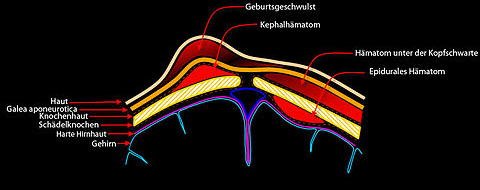 Geburtsgeschwulst
Kephalhämatom
Hämatom unter der Kopfschwarte
Epidurales Hämatom
Haut
Galea aponeurotica
Knochenhaut
Schädelknochen
Harte Hirnhaut
Gehirn